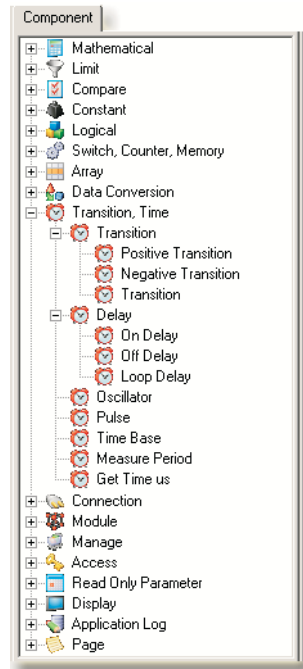 Component
Mathematical
Limit
Compare
Constant
Logical
Switch, Counter, Memory
Array
Data Conversion
Transition, Time
Transition
Positive Transition
Negative Transition
Transition
Delay
On Delay
Off Delay
Loop Delay
Oscillator
Pulse
Time Base
Measure Period
Get Time us
Connection
Module
Manage
Access
Read Only Parameter
Display
Application Log
Page